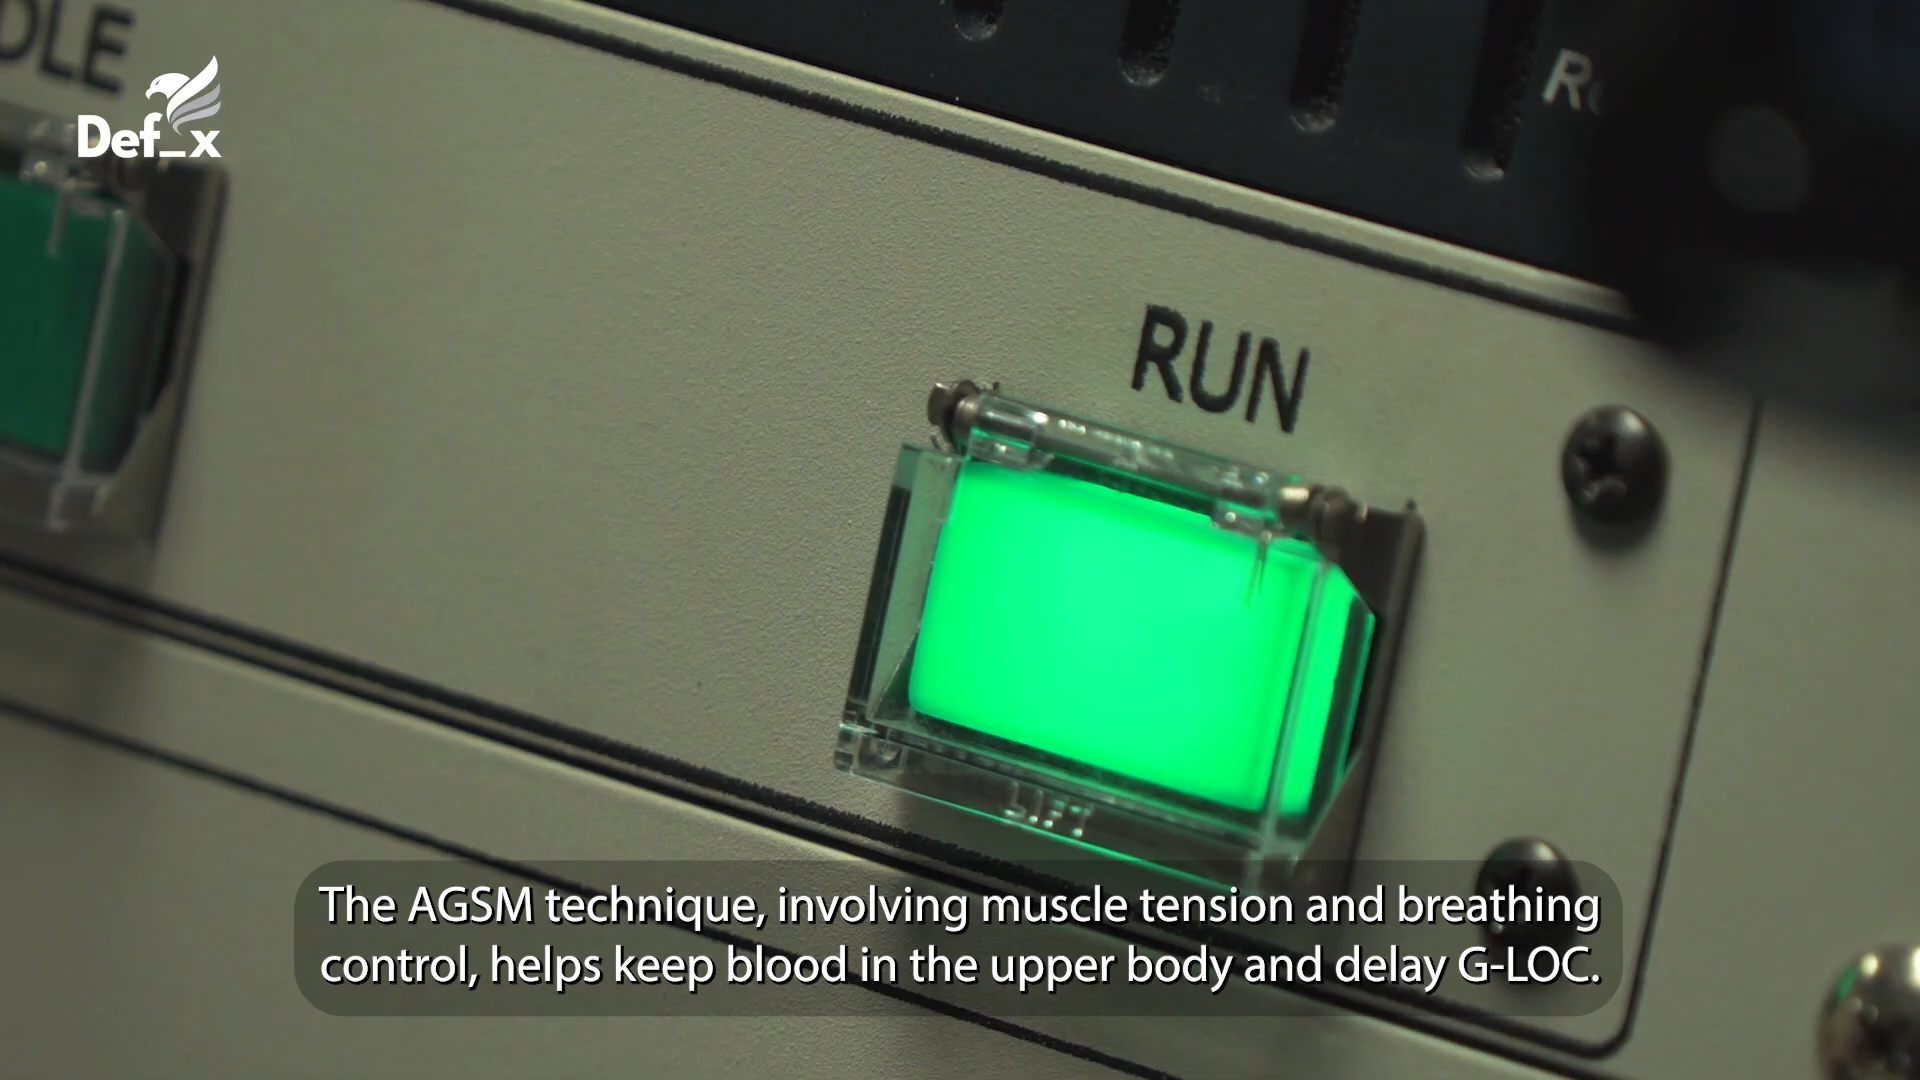 Def_x
RUN
LIFT
The AGSM technique, involving muscle tension and breathing
control, helps keep blood in the upper body and delay G-LOC.